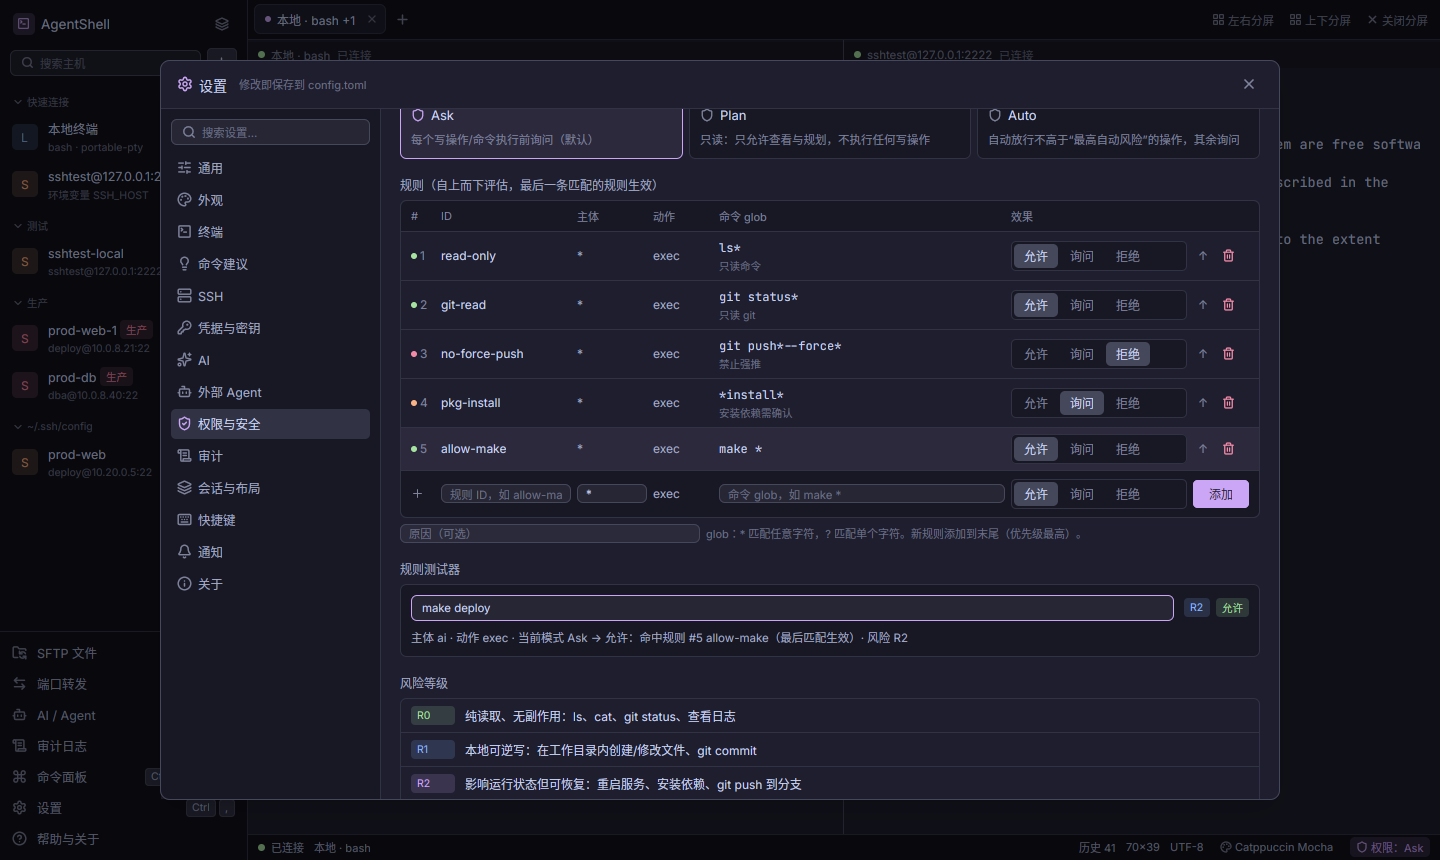 AgentShell
本地 · bash +1
左右分屏
上下分屏
关闭分屏
搜索主机
本地 · bash 已连接
sshtest@127.0.0.1:2222 已连接
快速连接
L
本地终端
bash · portable-pty
S
sshtest@127.0.0.1:2
环境变量 SSH_HOST
测试
S
sshtest-local
sshtest@127.0.0.1:2222
生产
S
prod-web-1 生产
deploy@10.0.8.21:22
S
prod-db 生产
dba@10.0.8.40:22
~/.ssh/config
S
prod-web
deploy@10.20.0.5:22
SFTP 文件
端口转发
AI / Agent
审计日志
命令面板
设置 Ctrl ,
帮助与关于
设置 修改即保存到 config.toml
搜索设置...
通用
外观
终端
命令建议
SSH
凭据与密钥
AI
外部 Agent
权限与安全
审计
会话与布局
快捷键
通知
关于
Ask
每个写操作/命令执行前询问（默认）
Plan
只读：只允许查看与规划，不执行任何写操作
Auto
自动放行不高于“最高自动风险”的操作，其余询问
规则（自上而下评估，最后一条匹配的规则生效）
# ID 主体 动作 命令 glob 效果
1 read-only * exec ls* 允许 询问 拒绝
只读命令
2 git-read * exec git status* 允许 询问 拒绝
只读 git
3 no-force-push * exec git push*--force* 允许 询问 拒绝
禁止强推
4 pkg-install * exec *install* 允许 询问 拒绝
安装依赖需确认
5 allow-make * exec make * 允许 询问 拒绝
规则 ID，如 allow-ma * exec 命令 glob，如 make * 允许 询问 拒绝 添加
原因（可选） glob：* 匹配任意字符，? 匹配单个字符。新规则添加到末尾（优先级最高）。
规则测试器
make deploy R2 允许
主体 ai · 动作 exec · 当前模式 Ask → 允许：命中规则 #5 allow-make（最后匹配生效）· 风险 R2
风险等级
R0 纯读取、无副作用：ls、cat、git status、查看日志
R1 本地可逆写：在工作目录内创建/修改文件、git commit
R2 影响运行状态但可恢复：重启服务、安装依赖、git push 到分支
em are free softwa
scribed in the
to the extent
已连接 本地 · bash
历史 41 70×39 UTF-8 Catppuccin Mocha 权限：Ask